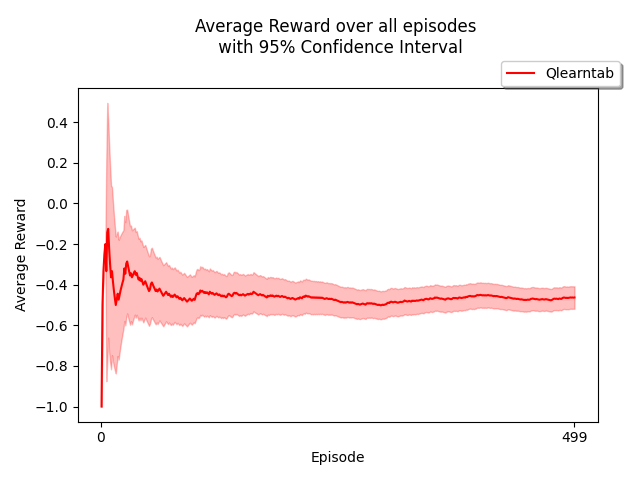 Average Reward over all episodes
with 95% Confidence Interval
Qlearntab
Average Reward
0.4
0.2
0.0
−0.2
−0.4
−0.6
−0.8
−1.0
0
499
Episode